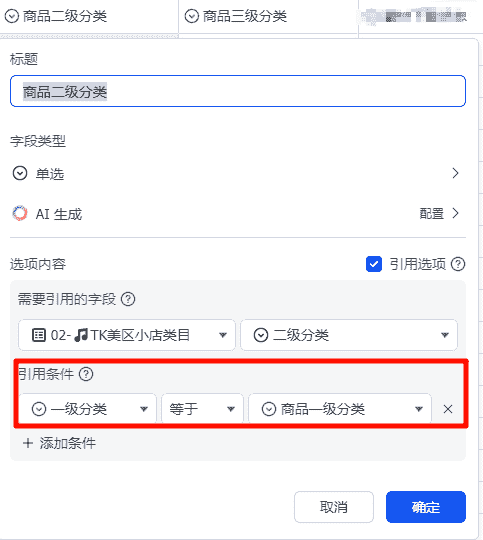 商品二级分类 商品三级分类
标题
商品二级分类
字段类型
单选
AI 生成 配置
选项内容 引用选项
需要引用的字段
02-🎵TK美区小店类目 二级分类
引用条件
一级分类 等于 商品一级分类
+ 添加条件
取消 确定